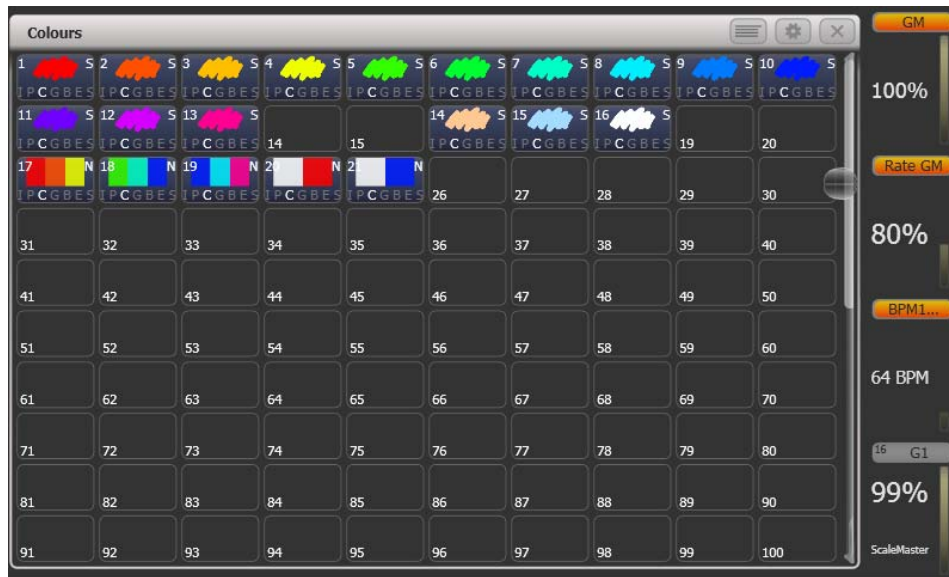 Colours
GM
1 S 2 S 3 S 4 S 5 S 6 S 7 S 8 S 9 S 10 S
IPCGBES IPCGBES IPCGBES IPCGBES IPCGBES IPCGBES IPCGBES IPCGBES IPCGBES IPCGBES
100%
11 S 12 S 13 S 14 S 15 S 16 S
IPCGBES IPCGBES IPCGBES 14 15 IPCGBES IPCGBES IPCGBES 19 20
17 N 18 N 19 N 20 N 21 N
Rate GM
IPCGBES IPCGBES IPCGBES IPCGBES IPCGBES 26 27 28 29 30
80%
31 32 33 34 35 36 37 38 39 40
41 42 43 44 45 46 47 48 49 50
BPM1...
51 52 53 54 55 56 57 58 59 60
64 BPM
61 62 63 64 65 66 67 68 69 70
71 72 73 74 75 76 77 78 79 80
16 G1
81 82 83 84 85 86 87 88 89 90
99%
91 92 93 94 95 96 97 98 99 100
ScaleMaster